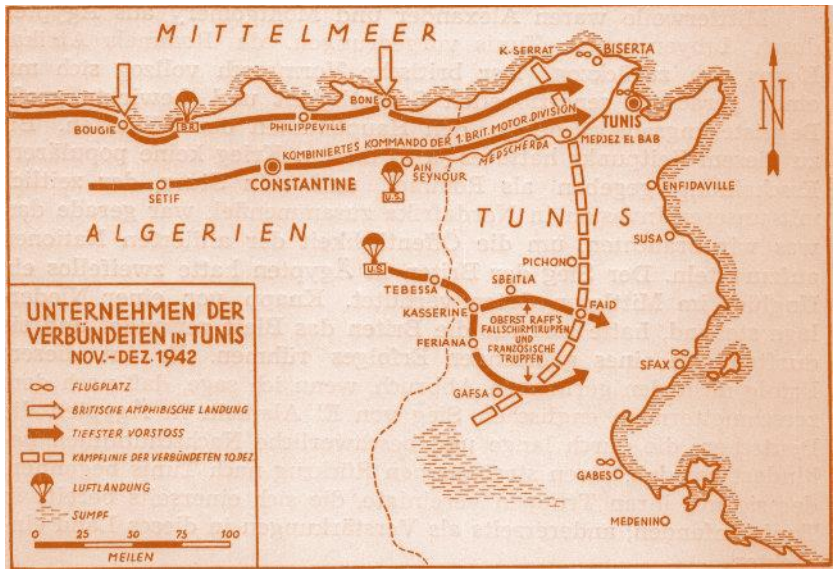 MITTELMEER
K-SERRAT
BISERTA
TUNIS
BONE
BOUGIE
B.R.
PHILIPPEVILLE
MEDJEZ EL BAB
KOMBINIERTES KOMMANDO DER 1. BRIT. MOTOR. DIVISION
MEDSCHERDA
AIN
SEYNOUR
U.S.
SETIF
CONSTANTINE
ENFIDAVILLE
N
ALGERIEN
TUNIS
SUSA
PICHON
U.S
TEBESSA
SBEITLA
KASSERINE
FAID
FERIANA
OBERST RAFF'S
FALLSCHIRMTRUPPEN
UND
FRANZÖSISCHE
TRUPPEN
GAFSA
SFAX
GABES
MEDENINO
UNTERNEHMEN DER
VERBÜNDETEN IN TUNIS
NOV.-DEZ. 1942
FLUGPLATZ
BRITISCHE AMPHIBISCHE LANDUNG
TIEFSTER VORSTOSS
KAMPFLINIE DER VERBÜNDETEN 10.DEZ.
LUFTLANDUNG
SUMPF
0 25 50 75 100
MEILEN